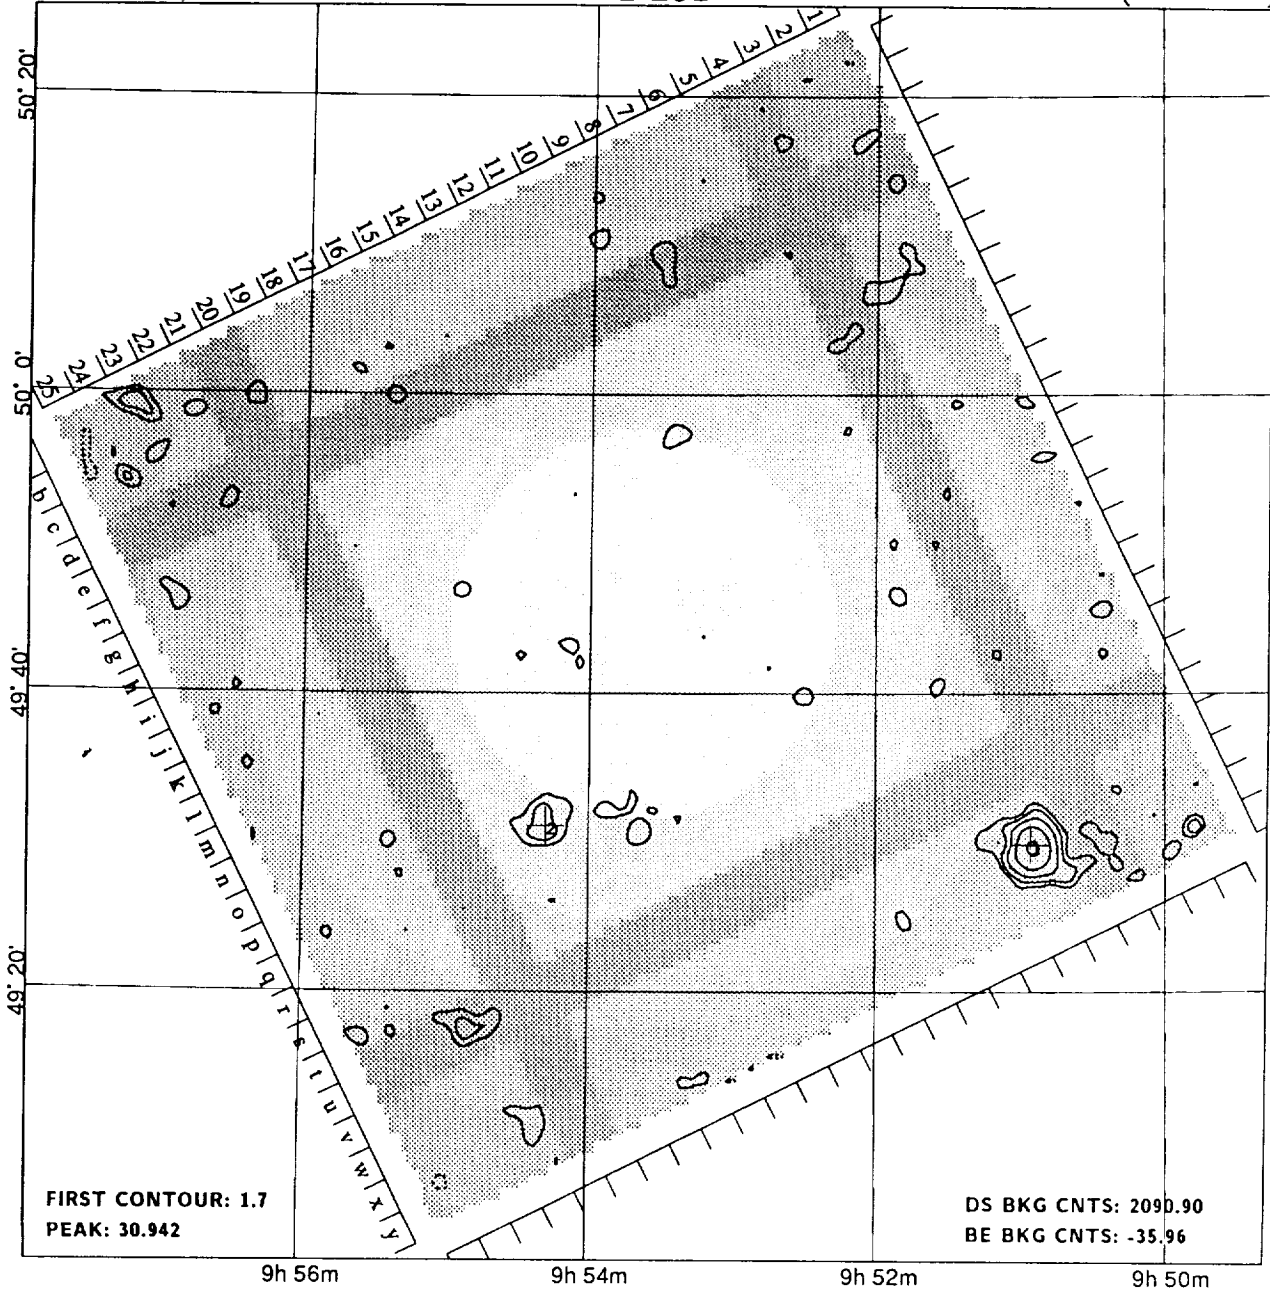 1 2 3 4 5 6 7 8 9 10 11 12 13 14 15 16 17 18 19 20 21 22 23 24 25
50° 20'
50° 0'
49° 40'
49° 20'
b c d e f g h i j k l m n o p q r s t u v w x y
2
FIRST CONTOUR: 1.7
PEAK: 30.942
DS BKG CNTS: 2090.90
BE BKG CNTS: -35.96
9h 56m 9h 54m 9h 52m 9h 50m